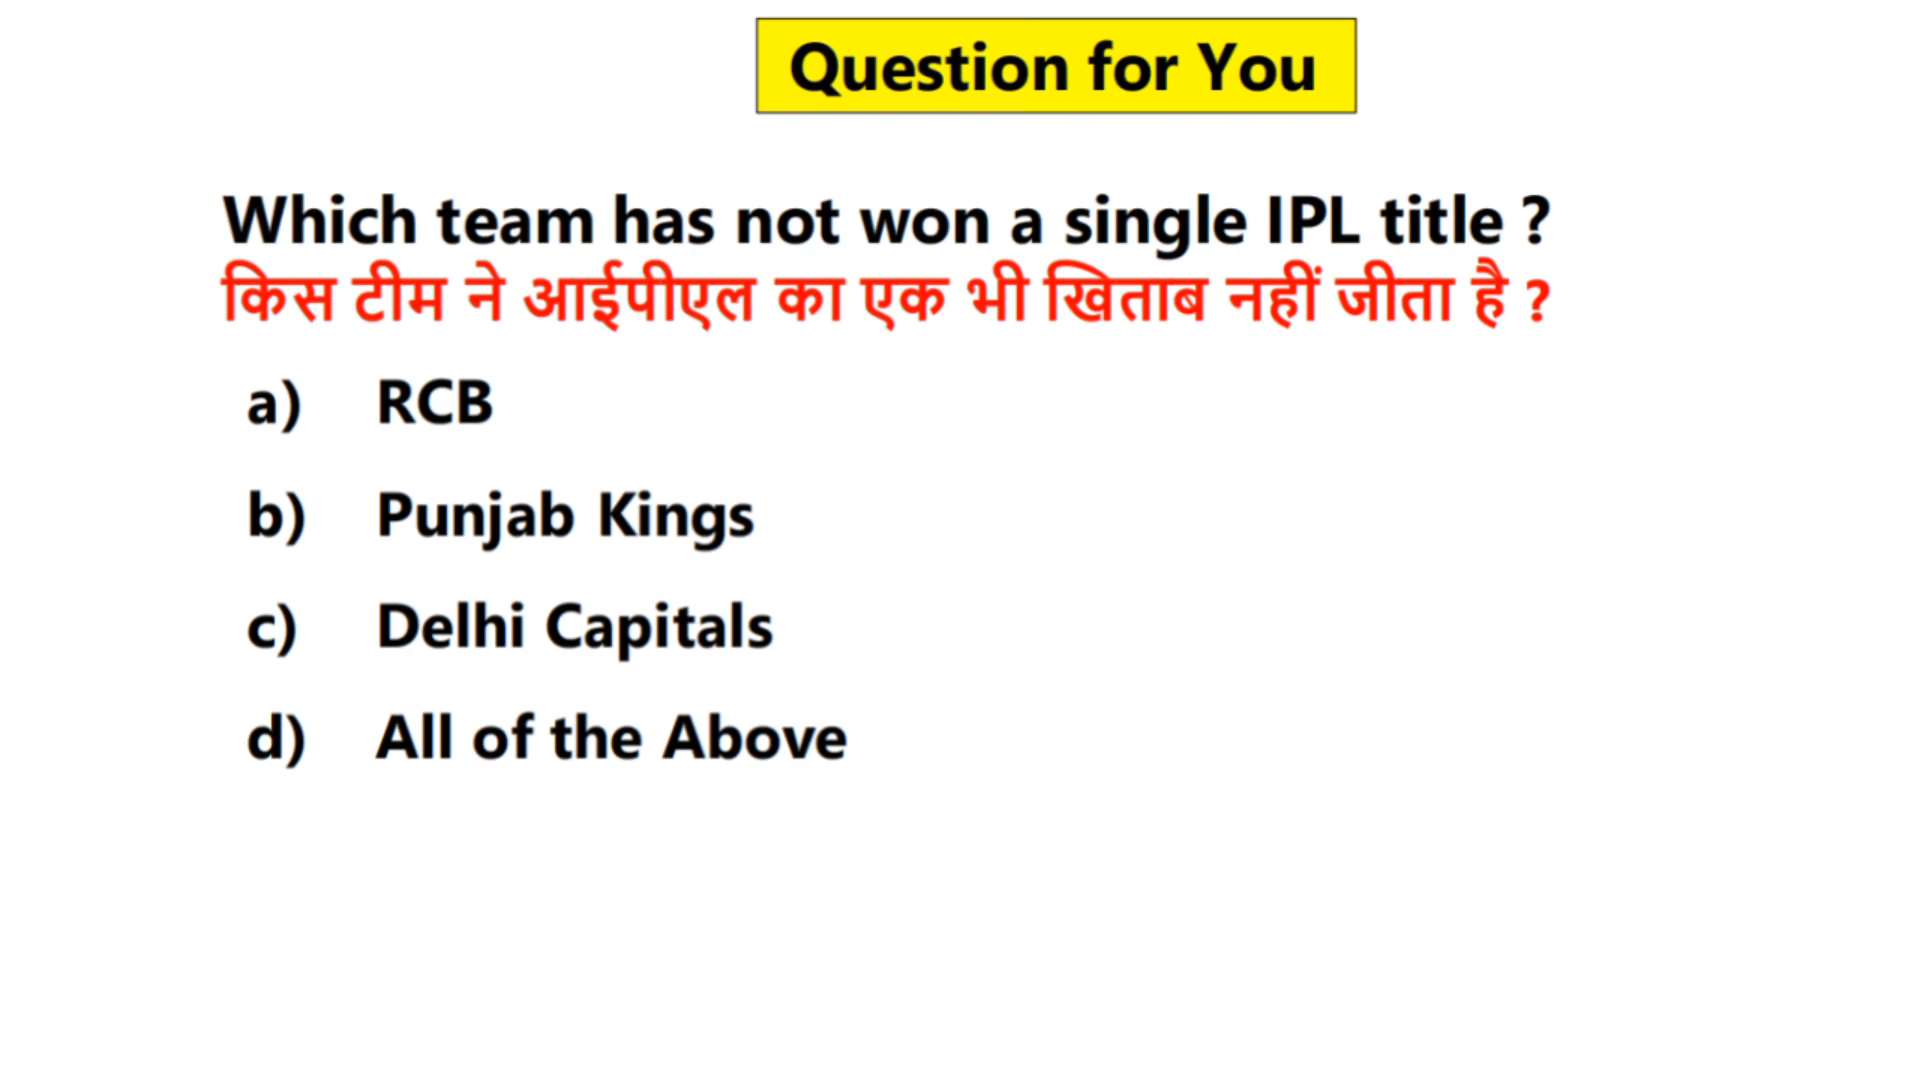 Question for You
Which team has not won a single IPL title ?
किस टीम ने आईपीएल का एक भी खिताब नहीं जीता है ?
a) RCB
b) Punjab Kings
c) Delhi Capitals
d) All of the Above